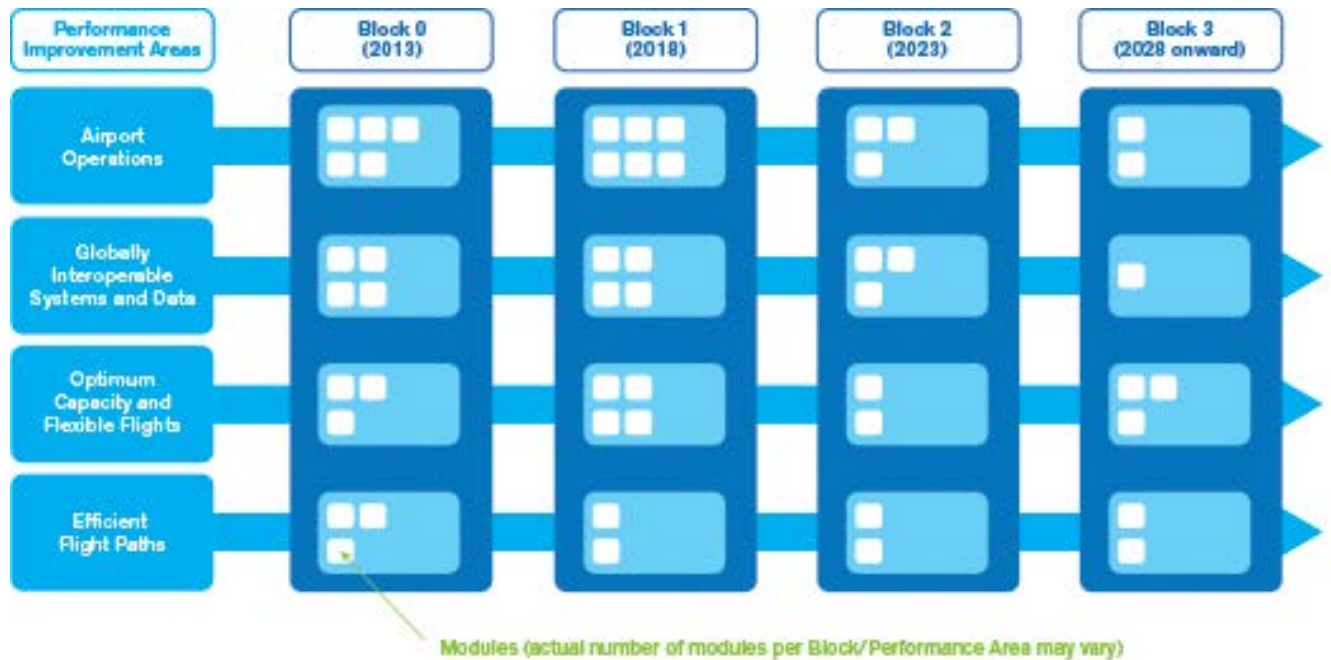 Performance
Improvement Areas
Block 0
(2013)
Block 1
(2018)
Block 2
(2023)
Block 3
(2028 onward)
Airport
Operations
Globally
Interoperable
Systems and Data
Optimum
Capacity and
Flexible Flights
Efficient
Flight Paths
Modules (actual number of modules per Block/Performance Area may vary)